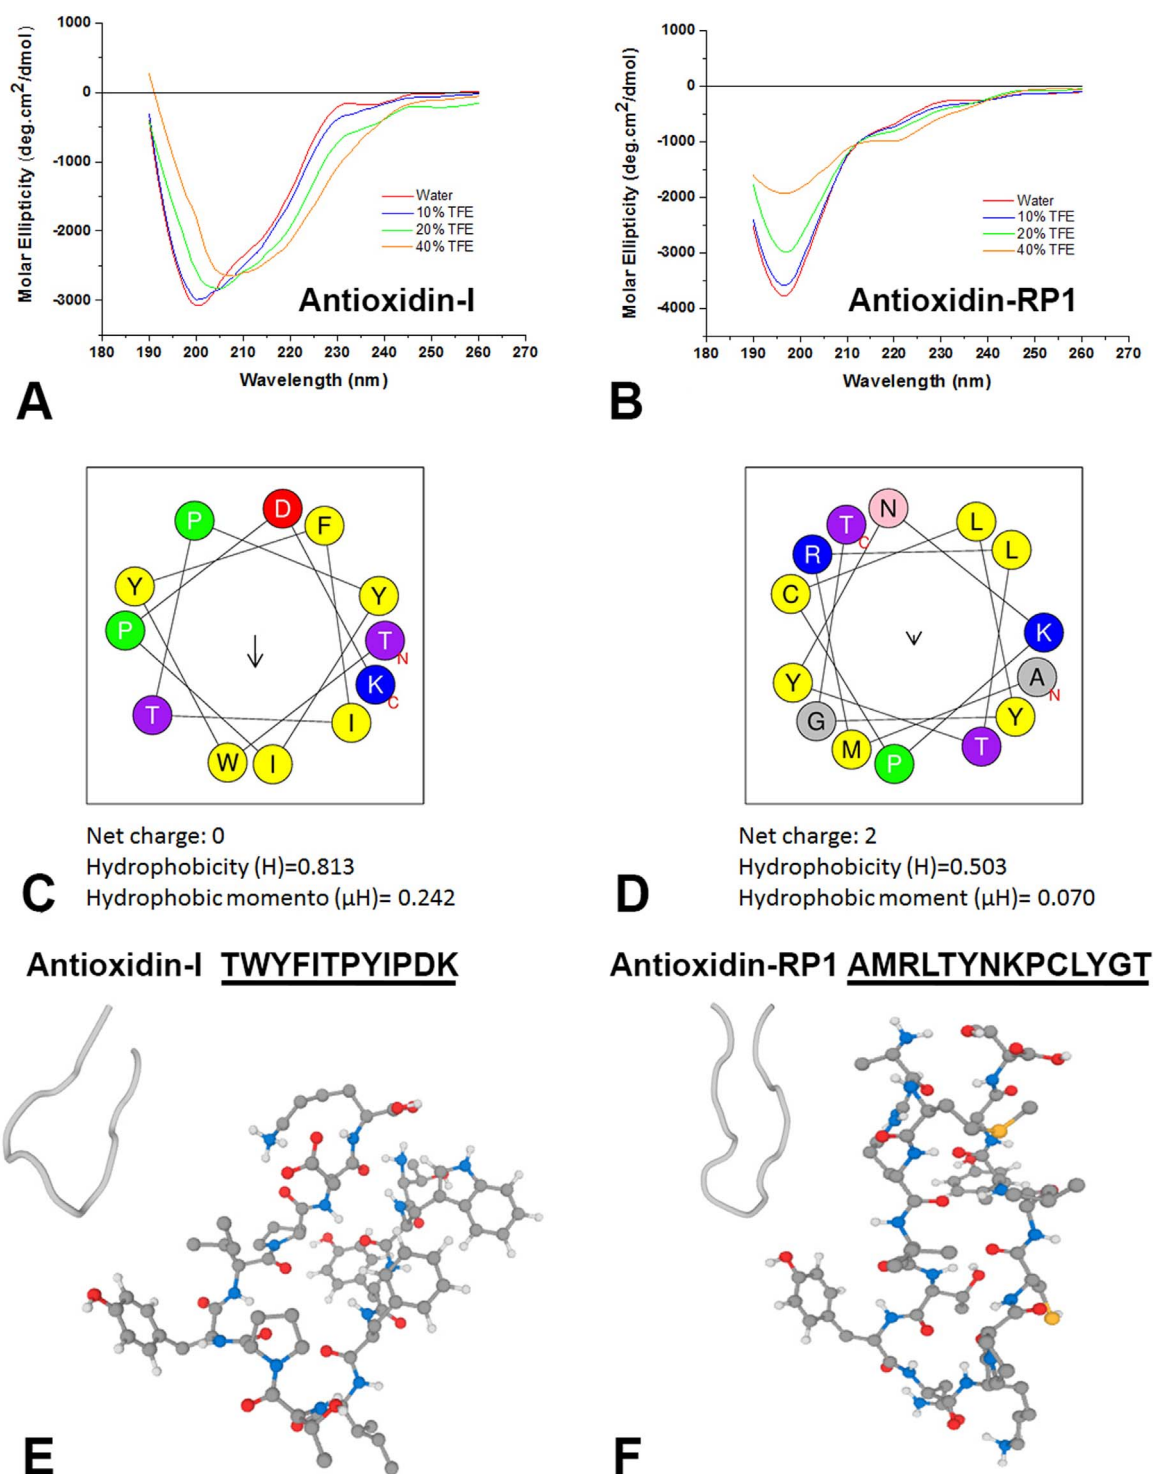 1000
0
-1000
-2000
-3000
Molar Ellipticity (deg.cm2/dmol)
Water
10% TFE
20% TFE
40% TFE
Antioxidin-I
180 190 200 210 220 230 240 250 260 270
Wavelength (nm)
A
1000
0
-1000
-2000
-3000
-4000
Molar Ellipticity (deg.cm2/dmol)
Water
10% TFE
20% TFE
40% TFE
Antioxidin-RP1
180 190 200 210 220 230 240 250 260 270
Wavelength (nm)
B
D
P
F
Y
Y
P
T
N
K
C
T
I
W
I
Net charge: 0
Hydrophobicity (H)=0.813
Hydrophobic momento (μH)= 0.242
C
N
T
C
L
R
L
C
K
Y
A
N
G
Y
M
T
P
Net charge: 2
Hydrophobicity (H)=0.503
Hydrophobic moment (μH)= 0.070
D
Antioxidin-I TWYFITPYIPDK
E
Antioxidin-RP1 AMRLTYNKPCLYGT
F